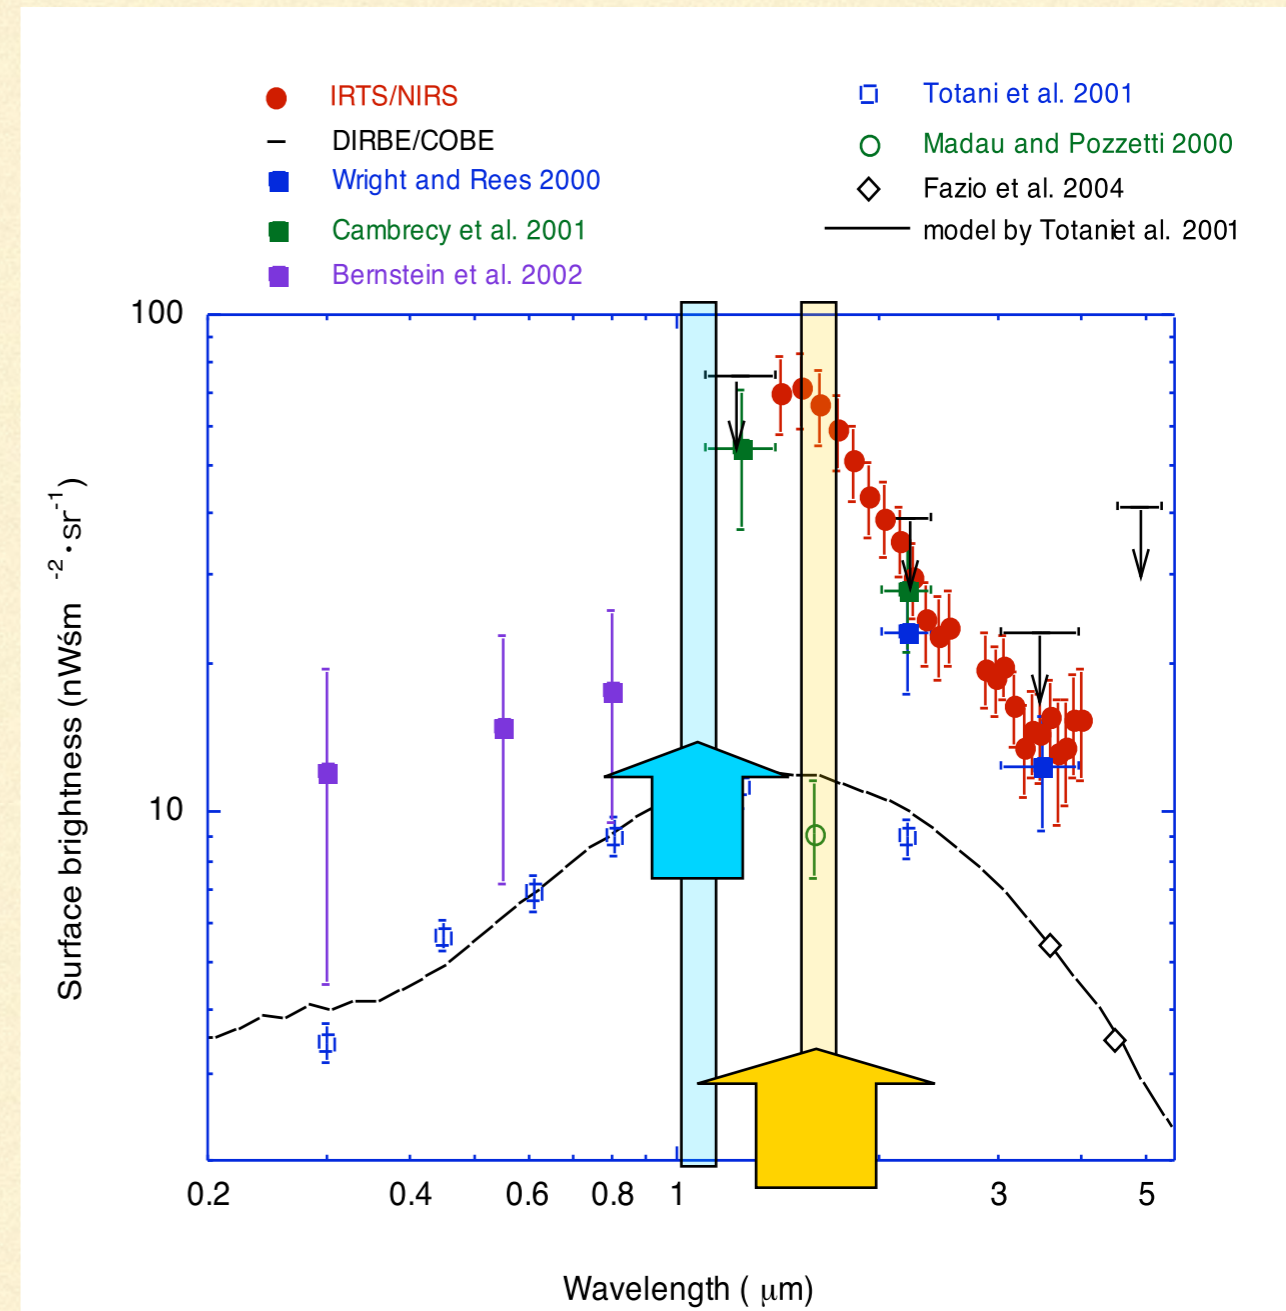 IRTS/NIRS
DIRBE/COBE
Wright and Rees 2000
Cambrecy et al. 2001
Bernstein et al. 2002
Totani et al. 2001
Madau and Pozzetti 2000
Fazio et al. 2004
model by Totaniet al. 2001
100
10
Surface brightness (nWśm -2·sr-1)
0.2 0.4 0.6 0.8 1 3 5
Wavelength ( μm)